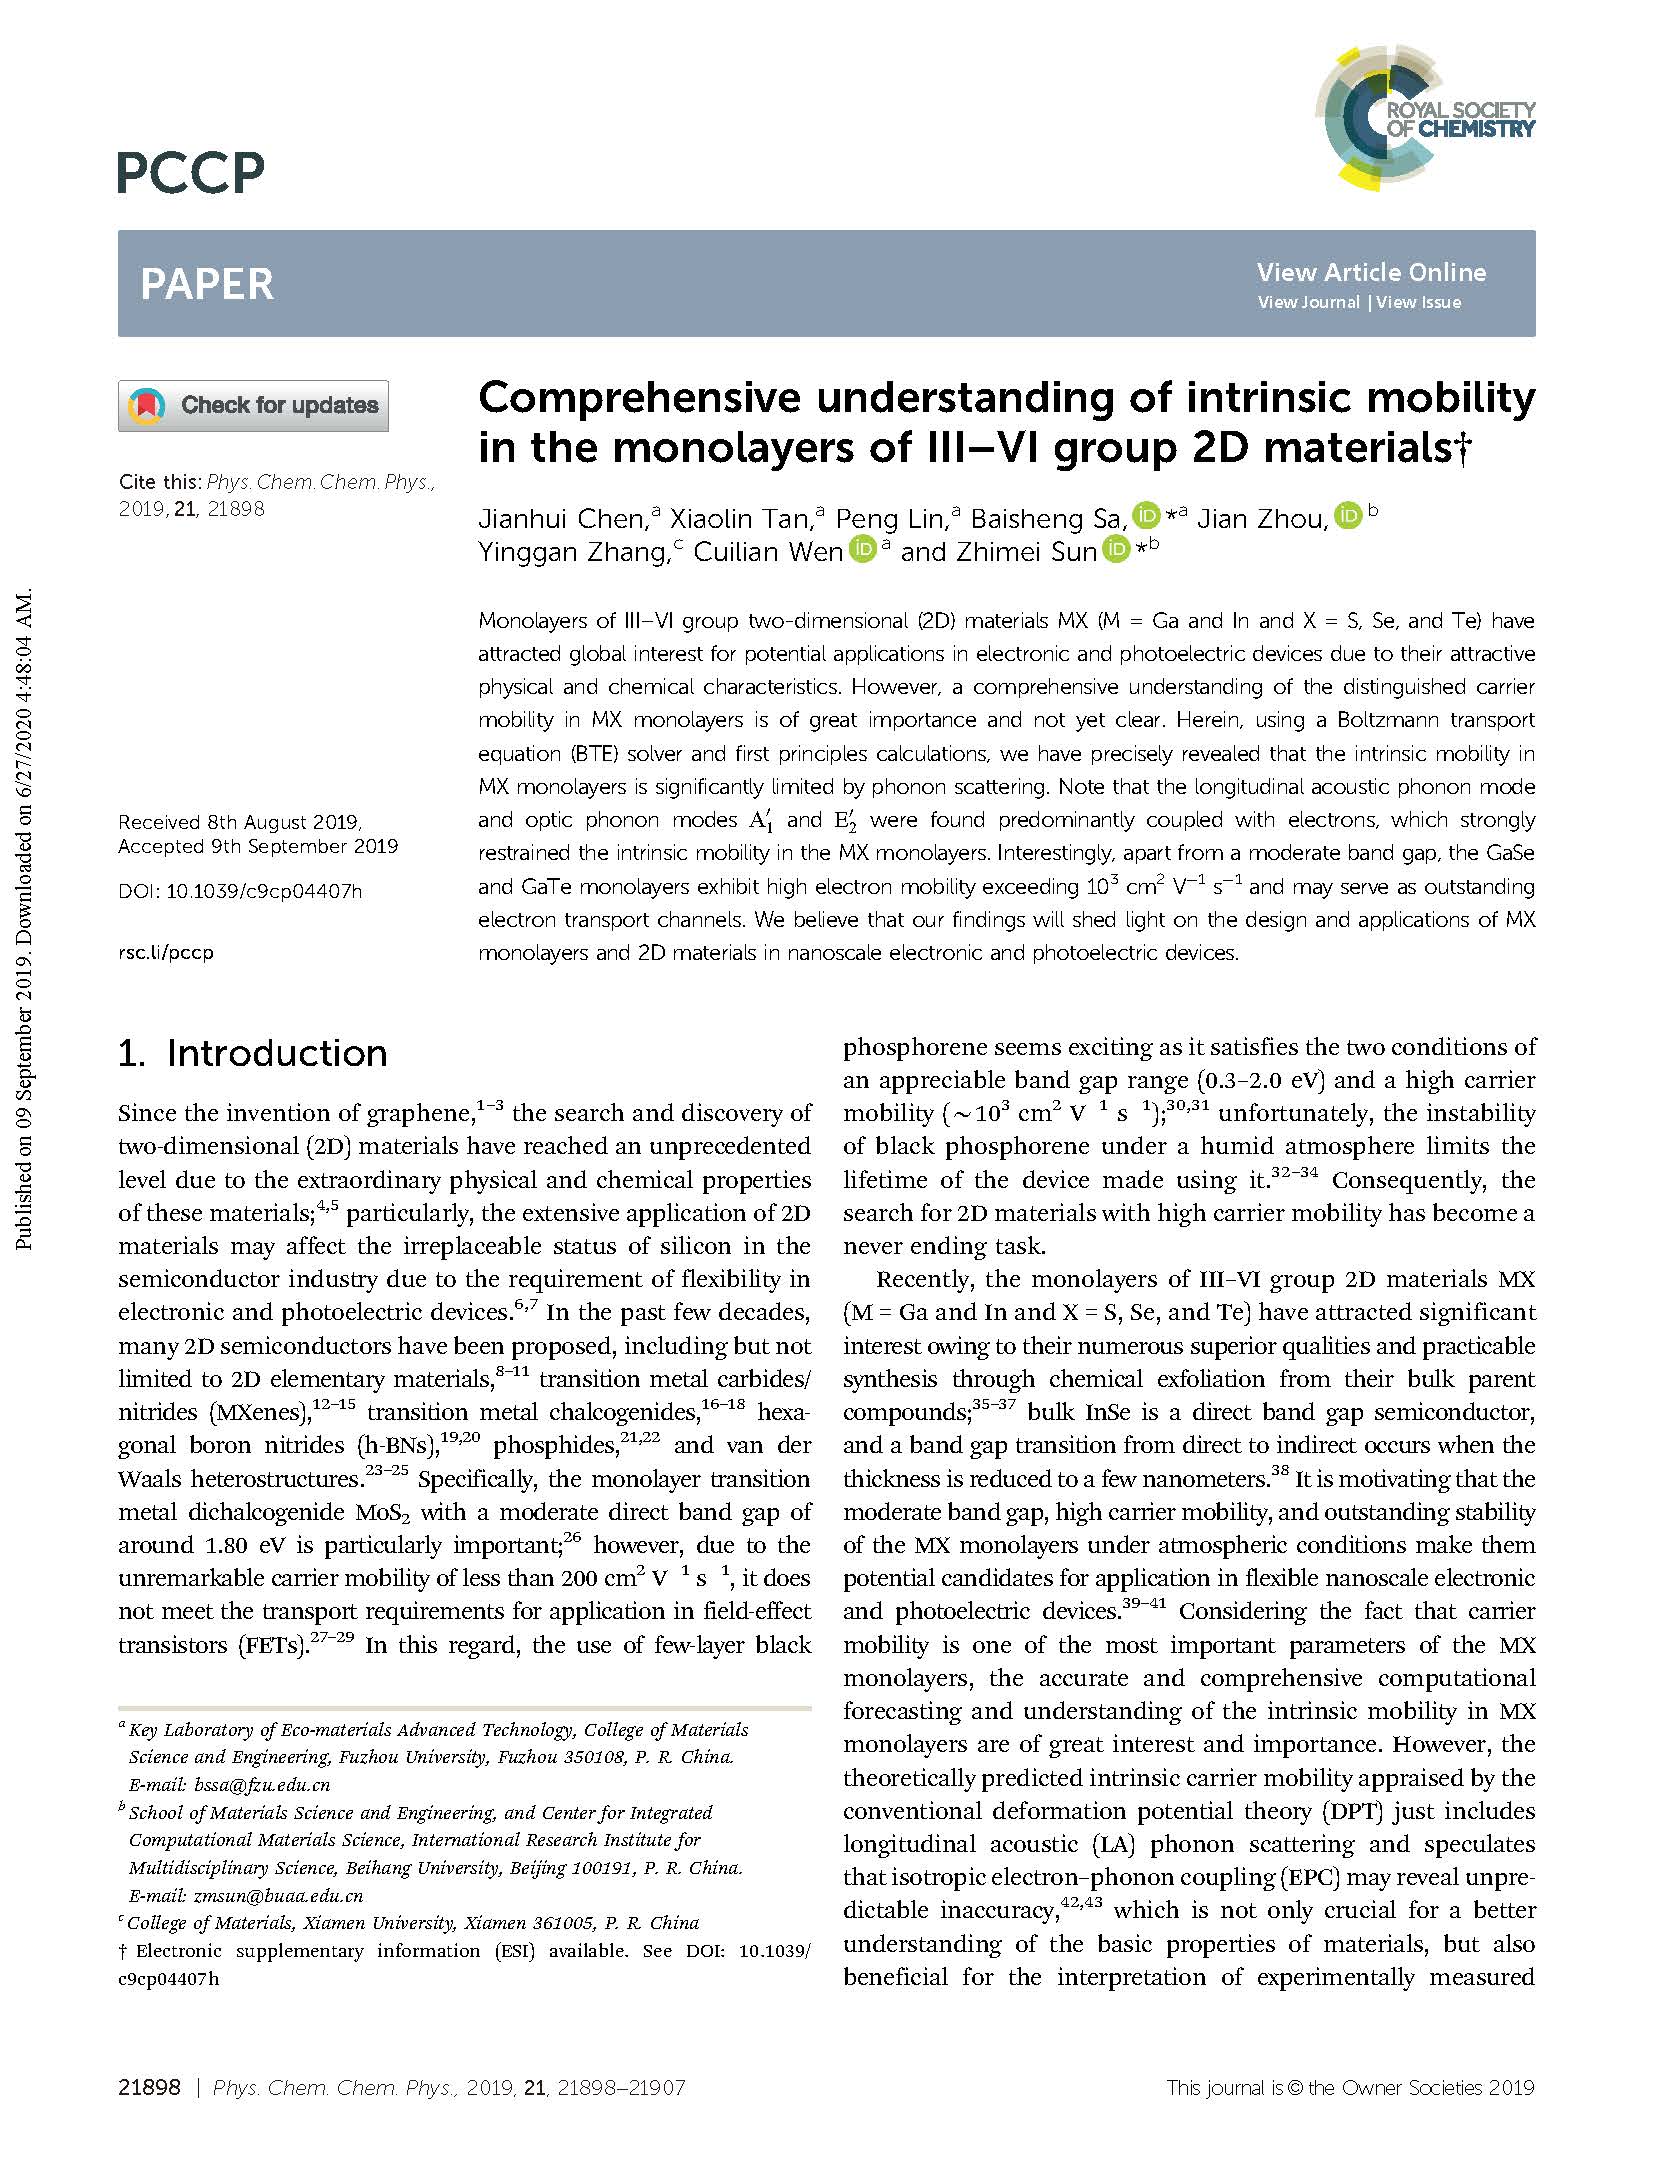 ROYAL SOCIETY
OF CHEMISTRY
PCCP
PAPER
View Article Online
View Journal | View Issue
Check for updates
Cite this: Phys. Chem. Chem. Phys.,
2019, 21, 21898
Received 8th August 2019,
Accepted 9th September 2019
DOI: 10.1039/c9cp04407h
rsc.li/pccp
Comprehensive understanding of intrinsic mobility
in the monolayers of III–VI group 2D materials†
Jianhui Chen,ᵃ Xiaolin Tan,ᵃ Peng Lin,ᵃ Baisheng Sa, iD *ᵃ Jian Zhou, iD ᵇ
Yinggan Zhang,ᶜ Cuilian Wen iD ᵃ and Zhimei Sun iD *ᵇ
Monolayers of III–VI group two-dimensional (2D) materials MX (M = Ga and In and X = S, Se, and Te) have
attracted global interest for potential applications in electronic and photoelectric devices due to their attractive
physical and chemical characteristics. However, a comprehensive understanding of the distinguished carrier
mobility in MX monolayers is of great importance and not yet clear. Herein, using a Boltzmann transport
equation (BTE) solver and first principles calculations, we have precisely revealed that the intrinsic mobility in
MX monolayers is significantly limited by phonon scattering. Note that the longitudinal acoustic phonon mode
and optic phonon modes A₁′ and E₂′ were found predominantly coupled with electrons, which strongly
restrained the intrinsic mobility in the MX monolayers. Interestingly, apart from a moderate band gap, the GaSe
and GaTe monolayers exhibit high electron mobility exceeding 10³ cm² V⁻¹ s⁻¹ and may serve as outstanding
electron transport channels. We believe that our findings will shed light on the design and applications of MX
monolayers and 2D materials in nanoscale electronic and photoelectric devices.
1. Introduction
Since the invention of graphene,¹⁻³ the search and discovery of
two-dimensional (2D) materials have reached an unprecedented
level due to the extraordinary physical and chemical properties
of these materials;⁴,⁵ particularly, the extensive application of 2D
materials may affect the irreplaceable status of silicon in the
semiconductor industry due to the requirement of flexibility in
electronic and photoelectric devices.⁶,⁷ In the past few decades,
many 2D semiconductors have been proposed, including but not
limited to 2D elementary materials,⁸⁻¹¹ transition metal carbides/
nitrides (MXenes),¹²⁻¹⁵ transition metal chalcogenides,¹⁶⁻¹⁸ hexa-
gonal boron nitrides (h-BNs),¹⁹,²⁰ phosphides,²¹,²² and van der
Waals heterostructures.²³⁻²⁵ Specifically, the monolayer transition
metal dichalcogenide MoS₂ with a moderate direct band gap of
around 1.80 eV is particularly important;²⁶ however, due to the
unremarkable carrier mobility of less than 200 cm² V ¹ s ¹, it does
not meet the transport requirements for application in field-effect
transistors (FETs).²⁷⁻²⁹ In this regard, the use of few-layer black
phosphorene seems exciting as it satisfies the two conditions of
an appreciable band gap range (0.3–2.0 eV) and a high carrier
mobility (~10³ cm² V ¹ s ¹);³⁰,³¹ unfortunately, the instability
of black phosphorene under a humid atmosphere limits the
lifetime of the device made using it.³²⁻³⁴ Consequently, the
search for 2D materials with high carrier mobility has become a
never ending task.
Recently, the monolayers of III–VI group 2D materials MX
(M = Ga and In and X = S, Se, and Te) have attracted significant
interest owing to their numerous superior qualities and practicable
synthesis through chemical exfoliation from their bulk parent
compounds;³⁵⁻³⁷ bulk InSe is a direct band gap semiconductor,
and a band gap transition from direct to indirect occurs when the
thickness is reduced to a few nanometers.³⁸ It is motivating that the
moderate band gap, high carrier mobility, and outstanding stability
of the MX monolayers under atmospheric conditions make them
potential candidates for application in flexible nanoscale electronic
and photoelectric devices.³⁹⁻⁴¹ Considering the fact that carrier
mobility is one of the most important parameters of the MX
monolayers, the accurate and comprehensive computational
forecasting and understanding of the intrinsic mobility in MX
monolayers are of great interest and importance. However, the
theoretically predicted intrinsic carrier mobility appraised by the
conventional deformation potential theory (DPT) just includes
longitudinal acoustic (LA) phonon scattering and speculates
that isotropic electron–phonon coupling (EPC) may reveal unpre-
dictable inaccuracy,⁴²,⁴³ which is not only crucial for a better
understanding of the basic properties of materials, but also
beneficial for the interpretation of experimentally measured
ᵃ Key Laboratory of Eco-materials Advanced Technology, College of Materials
Science and Engineering, Fuzhou University, Fuzhou 350108, P. R. China.
E-mail: bssa@fzu.edu.cn
ᵇ School of Materials Science and Engineering, and Center for Integrated
Computational Materials Science, International Research Institute for
Multidisciplinary Science, Beihang University, Beijing 100191, P. R. China.
E-mail: zmsun@buaa.edu.cn
ᶜ College of Materials, Xiamen University, Xiamen 361005, P. R. China
† Electronic supplementary information (ESI) available. See DOI: 10.1039/
c9cp04407h
21898 | Phys. Chem. Chem. Phys., 2019, 21, 21898–21907
This journal is © the Owner Societies 2019
Published on 09 September 2019. Downloaded on 6/27/2020 4:48:04 AM.